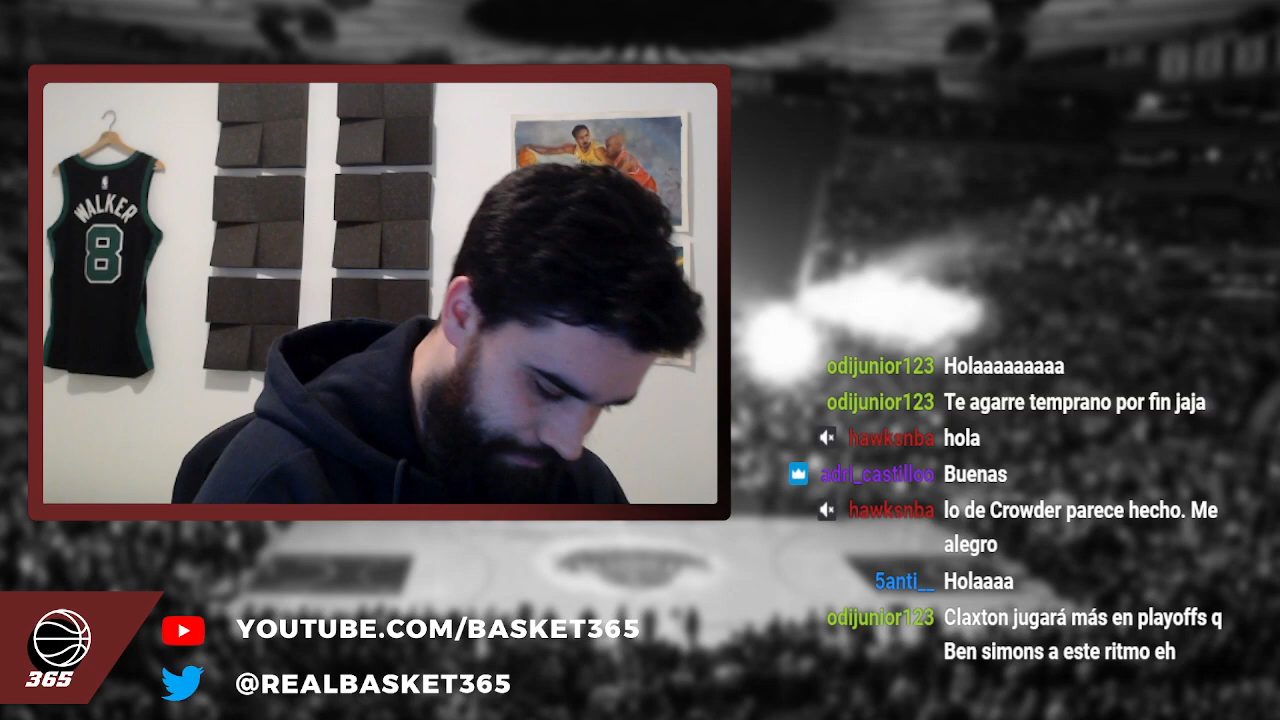 WALKER
8
odijunior123 Holaaaaaaaaa
odijunior123 Te agarre temprano por fin jaja
hawksnba hola
adri_castilloo Buenas
hawksnba lo de Crowder parece hecho. Me
alegro
5anti__ Holaaaa
odijunior123 Claxton jugará más en playoffs q
Ben simons a este ritmo eh
365
YOUTUBE.COM/BASKET365
@REALBASKET365